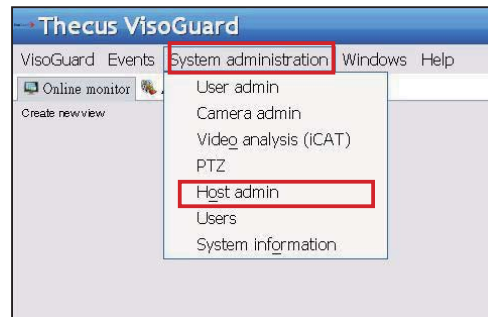 Thecus VisoGuard
VisoGuard Events System administration Windows Help
Online monitor
Create new view
User admin
Camera admin
Video analysis (iCAT)
PTZ
Host admin
Users
System information